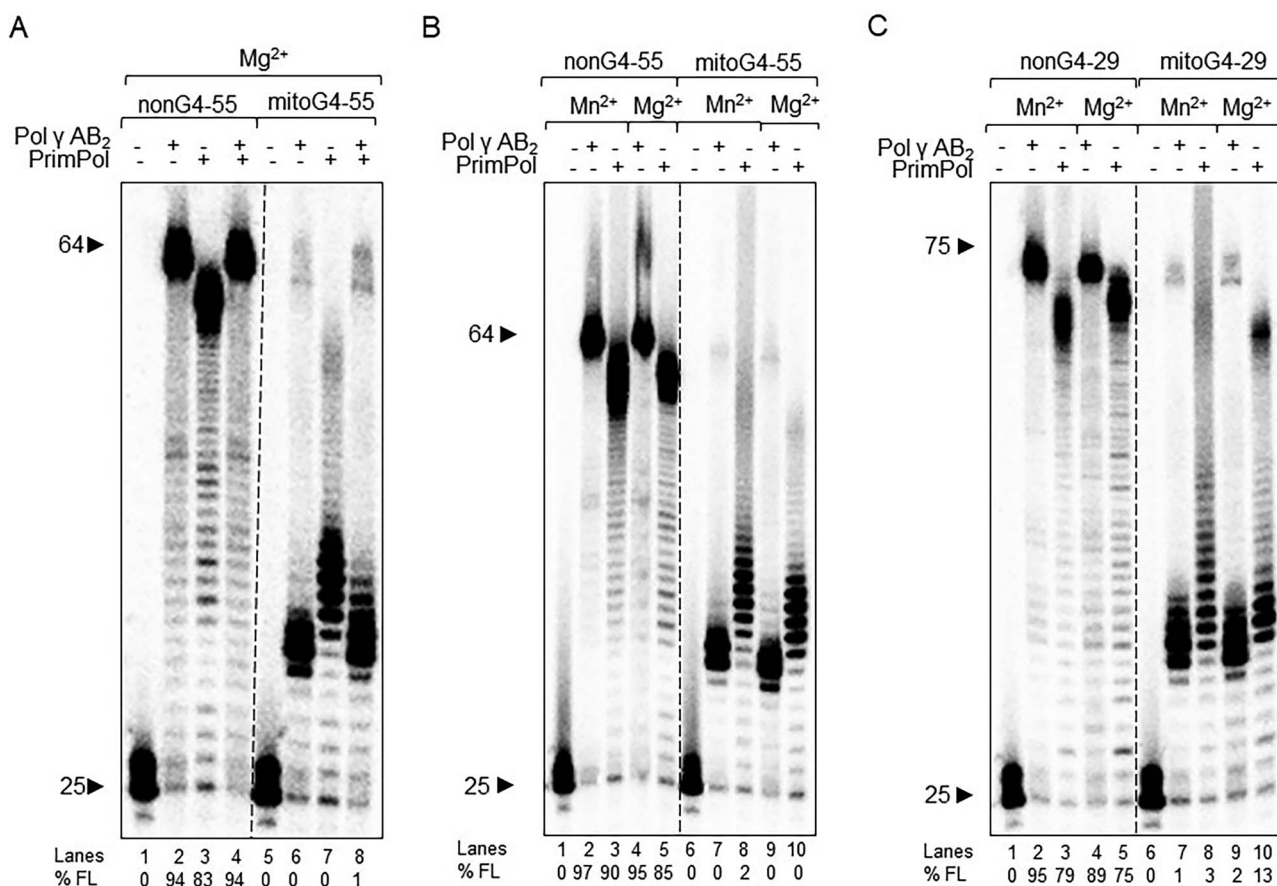 A
Mg²⁺
nonG4-55 mitoG4-55
Pol γ AB₂ - + - + - + - +
PrimPol - - + + - - + +
64
25
Lanes 1 2 3 4 5 6 7 8
% FL 0 94 83 94 0 0 0 1
B
nonG4-55 mitoG4-55
Mn²⁺ Mg²⁺ Mn²⁺ Mg²⁺
Pol γ AB₂ - + - + - - + - + -
PrimPol - - + - + - - + - +
64
25
Lanes 1 2 3 4 5 6 7 8 9 10
% FL 0 97 90 95 85 0 0 2 0 0
C
nonG4-29 mitoG4-29
Mn²⁺ Mg²⁺ Mn²⁺ Mg²⁺
Pol γ AB₂ - + - + - - + - + -
PrimPol - - + - + - - + - +
75
25
Lanes 1 2 3 4 5 6 7 8 9 10
% FL 0 95 79 89 75 0 1 3 2 13